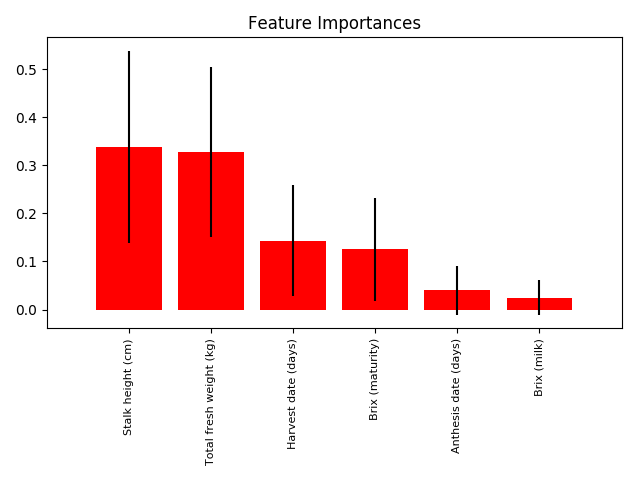 Feature Importances
0.5
0.4
0.3
0.2
0.1
0.0
Stalk height (cm)
Total fresh weight (kg)
Harvest date (days)
Brix (maturity)
Anthesis date (days)
Brix (milk)